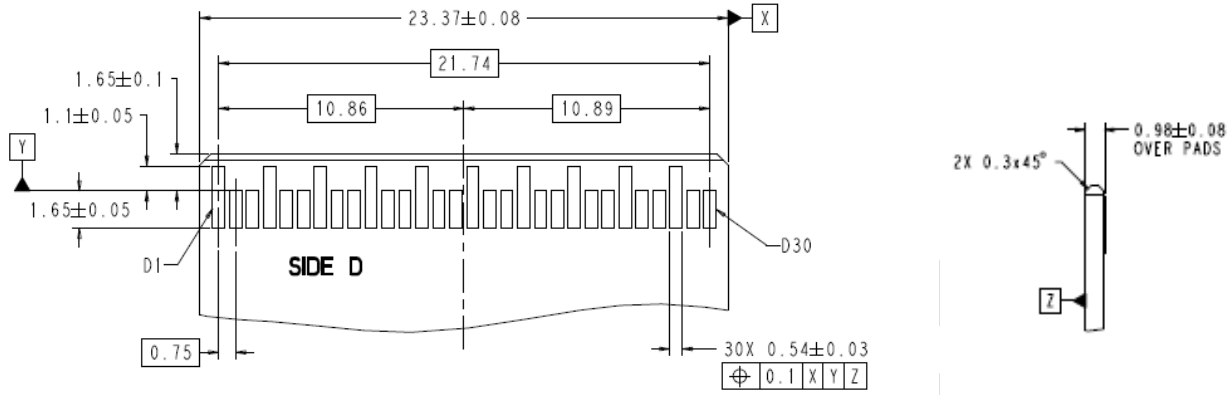 23.37±0.08
X
21.74
1.65±0.1
10.86
10.89
1.1±0.05
Y
1.65±0.05
D1
D30
SIDE D
0.75
30X 0.54±0.03
⌖ 0.1 X Y Z
0.98±0.08
OVER PADS
2X 0.3x45°
Z